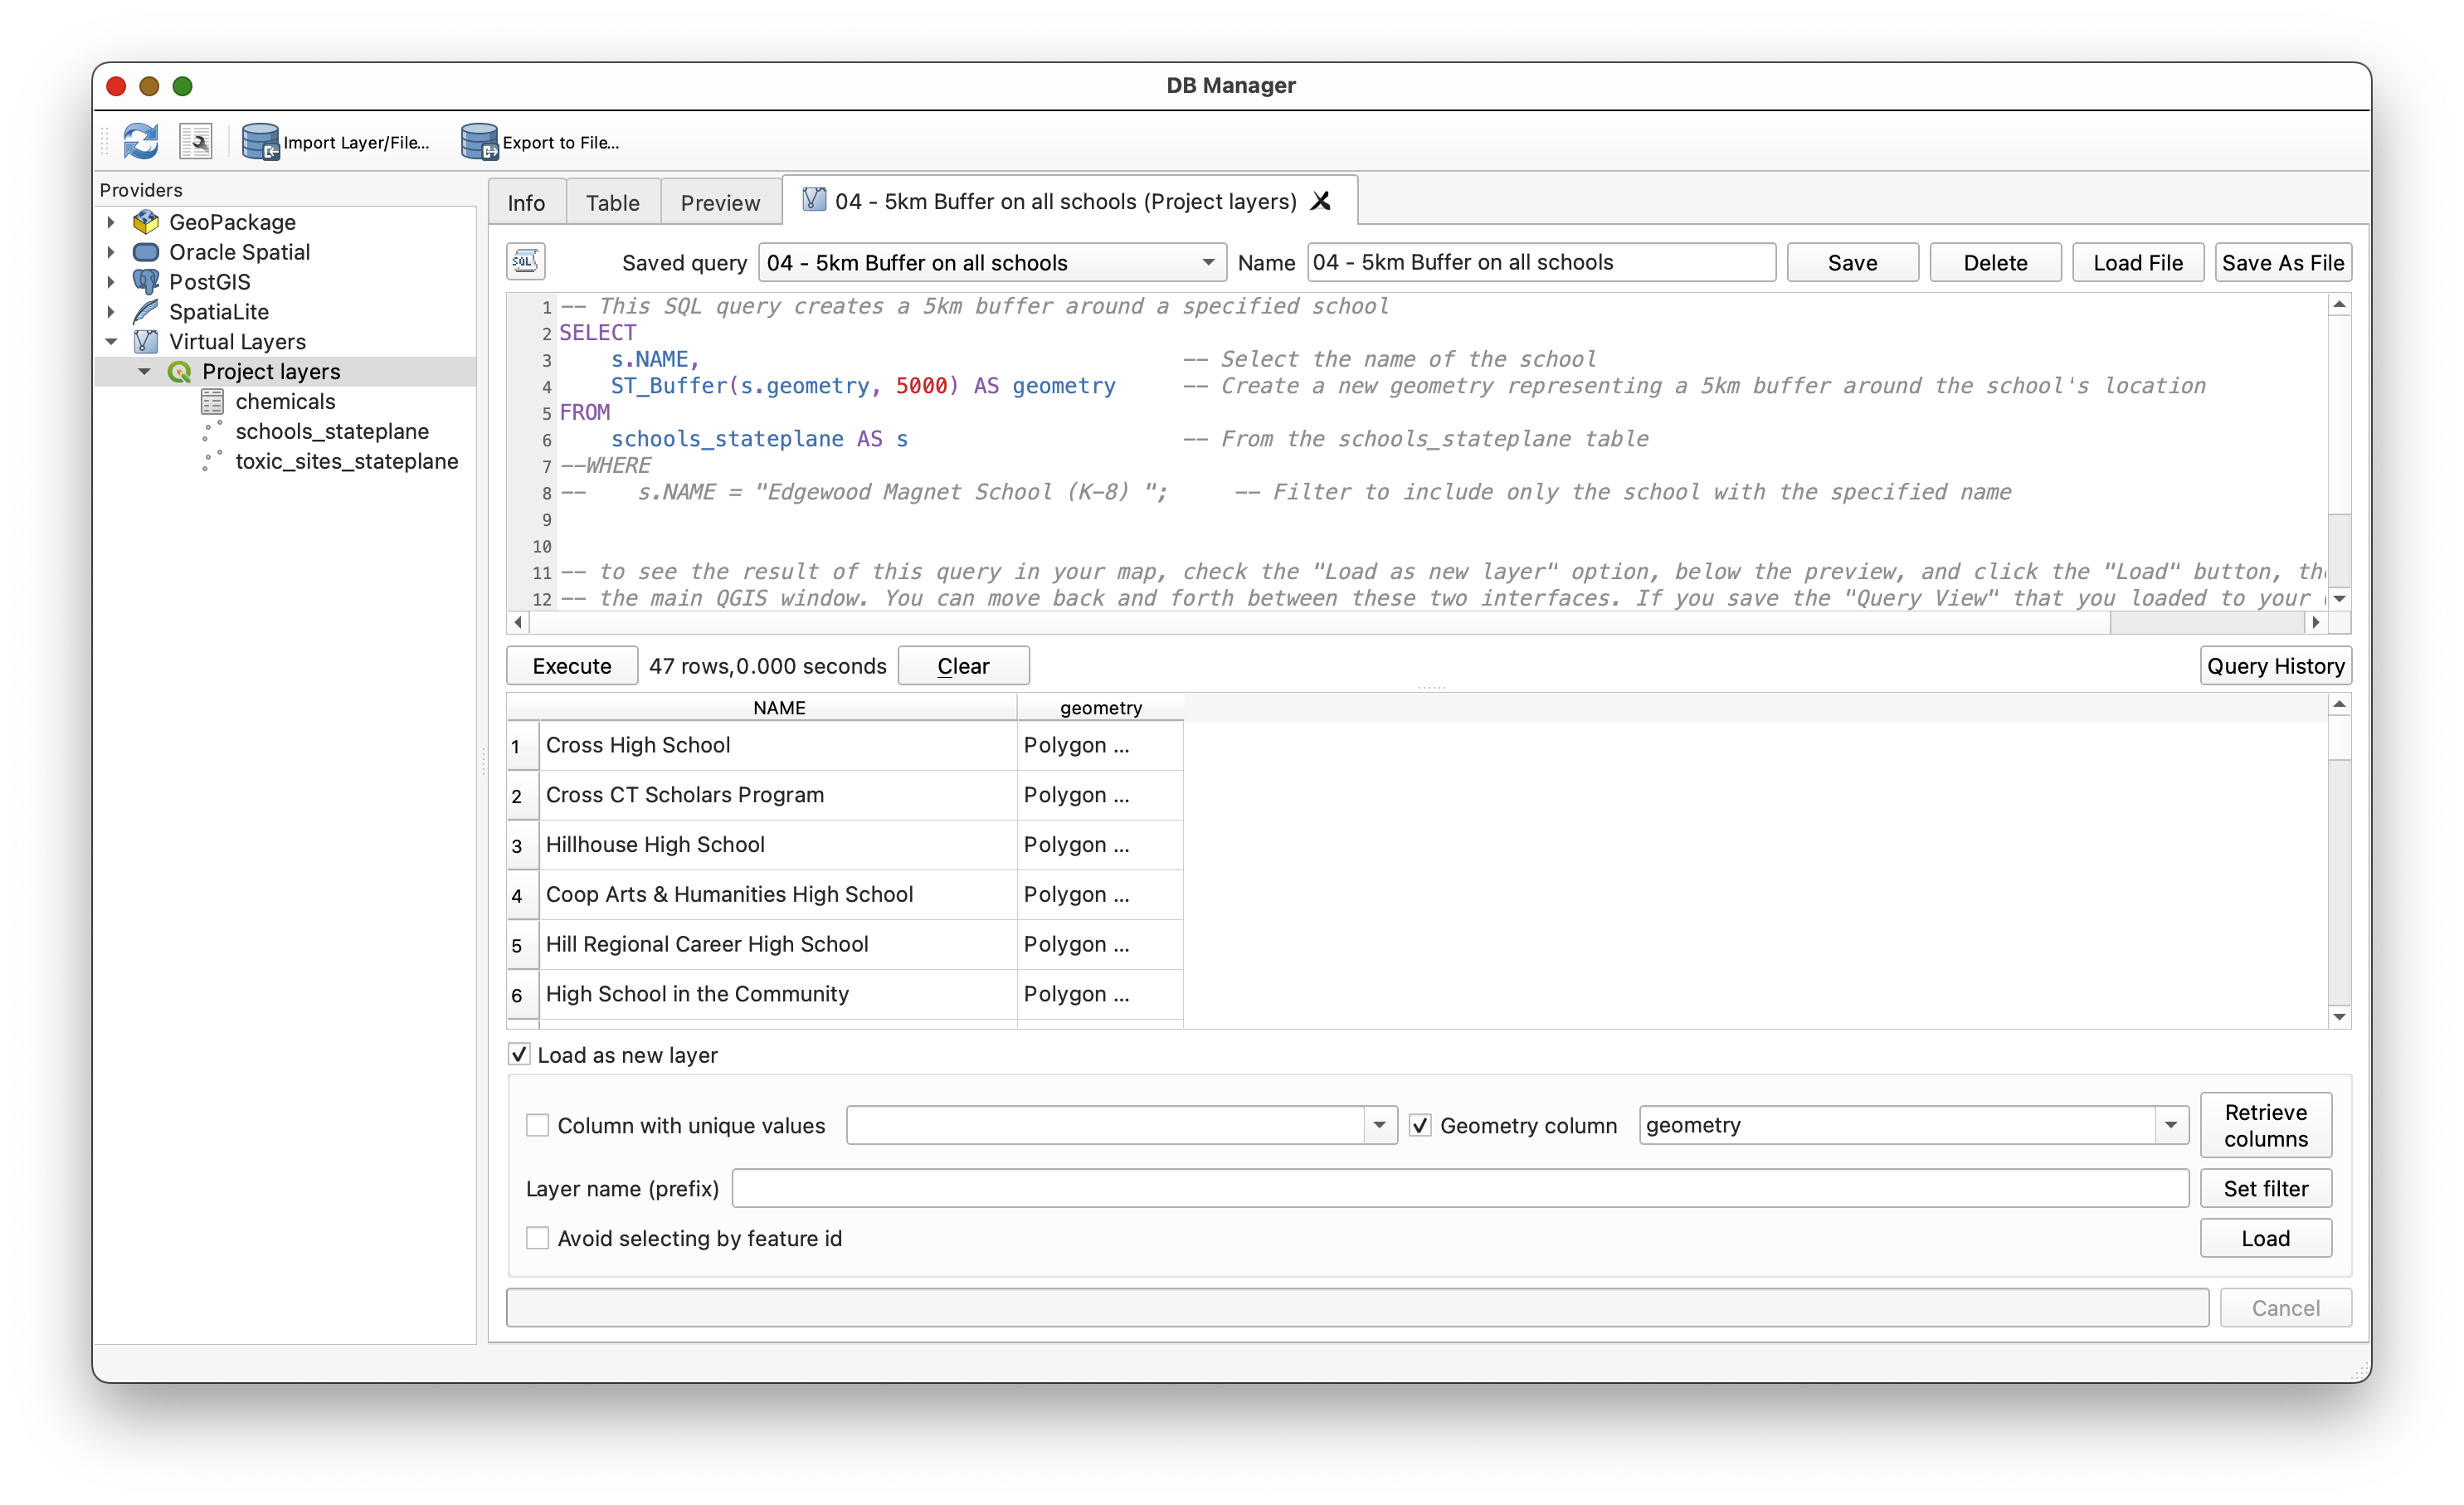 DB Manager
Import Layer/File...
Export to File...
Providers
GeoPackage
Oracle Spatial
PostGIS
SpatiaLite
Virtual Layers
Project layers
chemicals
schools_stateplane
toxic_sites_stateplane
Info
Table
Preview
04 - 5km Buffer on all schools (Project layers)
SQL
Saved query
04 - 5km Buffer on all schools
Name
04 - 5km Buffer on all schools
Save
Delete
Load File
Save As File
1 -- This SQL query creates a 5km buffer around a specified school
2 SELECT
3 s.NAME, -- Select the name of the school
4 ST_Buffer(s.geometry, 5000) AS geometry -- Create a new geometry representing a 5km buffer around the school's location
5 FROM
6 schools_stateplane AS s -- From the schools_stateplane table
7 --WHERE
8 -- s.NAME = "Edgewood Magnet School (K-8) "; -- Filter to include only the school with the specified name
9
10
11 -- to see the result of this query in your map, check the "Load as new layer" option, below the preview, and click the "Load" button,
12 -- the main QGIS window. You can move back and forth between these two interfaces. If you save the "Query View" that you loaded to your
Execute
47 rows,0.000 seconds
Clear
Query History
NAME geometry
1 Cross High School Polygon ...
2 Cross CT Scholars Program Polygon ...
3 Hillhouse High School Polygon ...
4 Coop Arts & Humanities High School Polygon ...
5 Hill Regional Career High School Polygon ...
6 High School in the Community Polygon ...
Load as new layer
Column with unique values
Geometry column
geometry
Retrieve
columns
Layer name (prefix)
Set filter
Avoid selecting by feature id
Load
Cancel